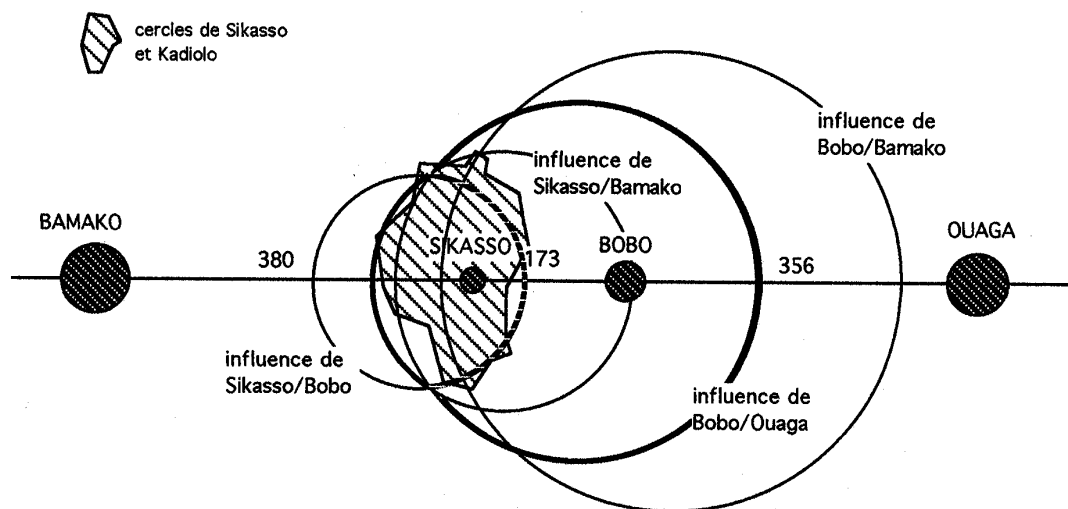 cercles de Sikasso
et Kadiolo
influence de
Bobo/Bamako
influence de
Sikasso/Bamako
BAMAKO
380
SIKASSO
173
BOBO
356
OUAGA
influence de
Sikasso/Bobo
influence de
Bobo/Ouaga